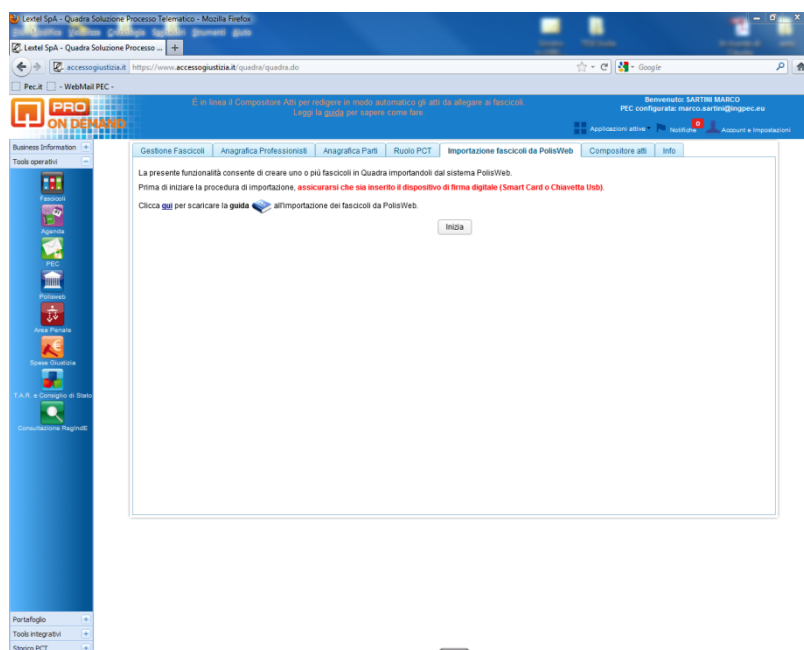 Lextel SpA - Quadra Soluzione Processo Telematico - Mozilla Firefox
Lextel SpA - Quadra Soluzione Processo ... +
accessogiustizia.it https://www.accessogiustizia.it/quadra/quadra.do Google
Pec.it - WebMail PEC -
PRO
ON DEMAND
È in linea il Compositore Atti per redigere in modo automatico gli atti da allegare ai fascicoli.
Leggi la guida per sapere come fare.
Benvenuto: SARTINI MARCO
PEC configurata: marco.sartini@ingpec.eu
Applicazioni attive Notifiche 0 Account e Impostazioni
Business Information +
Tools operativi -
Fascicoli
Agenda
PEC
Polisweb
Area Penale
Spese Giustizia
T.A.R. e Consiglio di Stato
Consultazione RegIndE
Portafoglio +
Tools integrativi +
Storico PCT
Gestione Fascicoli Anagrafica Professionisti Anagrafica Parti Ruolo PCT Importazione fascicoli da PolisWeb Compositore atti Info
La presente funzionalità consente di creare uno o più fascicoli in Quadra importandoli dal sistema PolisWeb.
Prima di iniziare la procedura di importazione, assicurarsi che sia inserito il dispositivo di firma digitale (Smart Card o Chiavetta Usb).
Clicca qui per scaricare la guida all'importazione dei fascicoli da PolisWeb.
Inizia